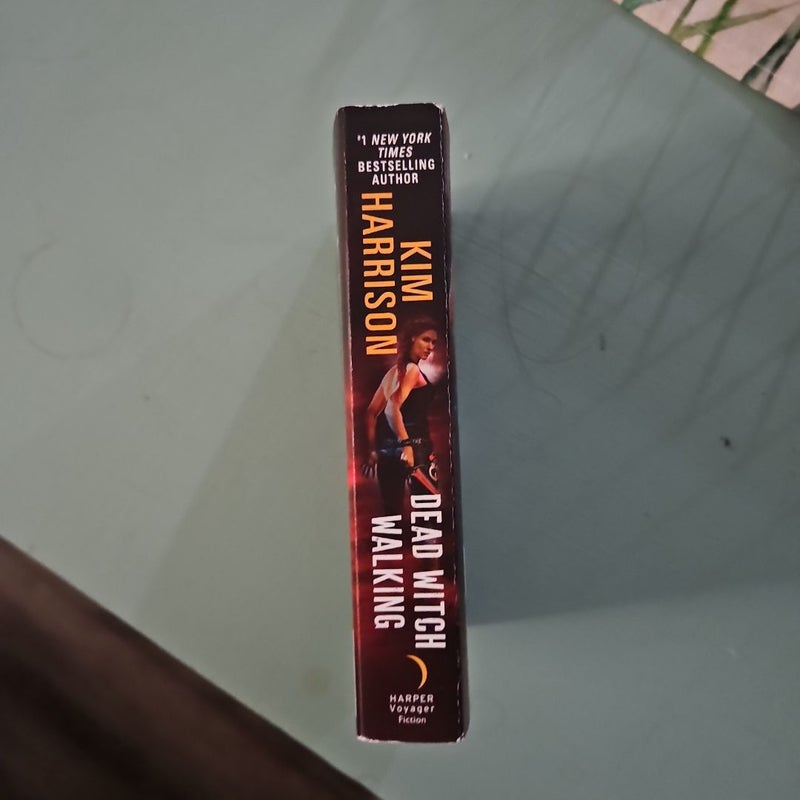 #1 NEW YORK
TIMES
BESTSELLING
AUTHOR
KIM
HARRISON
DEAD WITCH
WALKING
HARPER
Voyager
Fiction